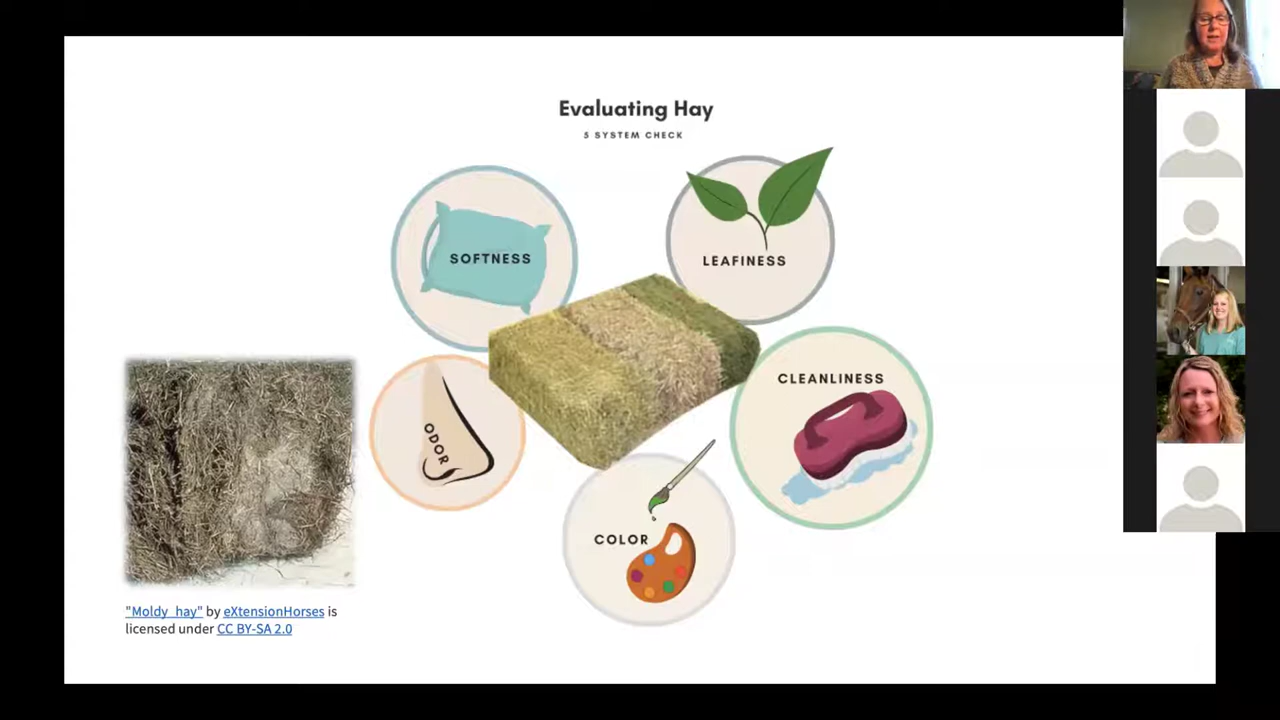 Evaluating Hay
5 SYSTEM CHECK
SOFTNESS
LEAFINESS
CLEANLINESS
ODOR
COLOR
"Moldy_hay" by eXtensionHorses is
licensed under CC BY-SA 2.0